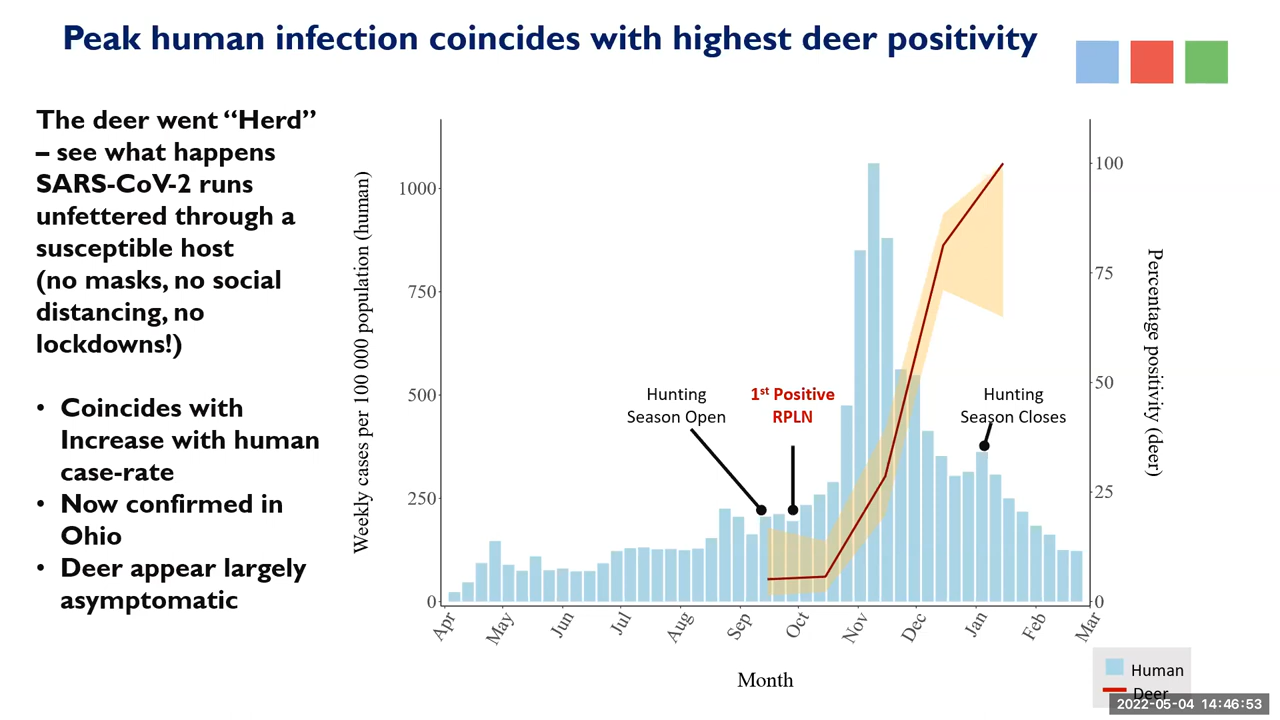 Peak human infection coincides with highest deer positivity
The deer went “Herd”
– see what happens
SARS-CoV-2 runs
unfettered through a
susceptible host
(no masks, no social
distancing, no
lockdowns!)
• Coincides with
Increase with human
case-rate
• Now confirmed in
Ohio
• Deer appear largely
asymptomatic
Weekly cases per 100 000 population (human)
1000
750
500
250
0
Hunting
Season Open
1st Positive
RPLN
Hunting
Season Closes
100
75
50
25
0
Percentage positivity (deer)
Apr
May
Jun
Jul
Aug
Sep
Oct
Nov
Dec
Jan
Feb
Mar
Month
Human
Deer
2022-05-04 14:46:53